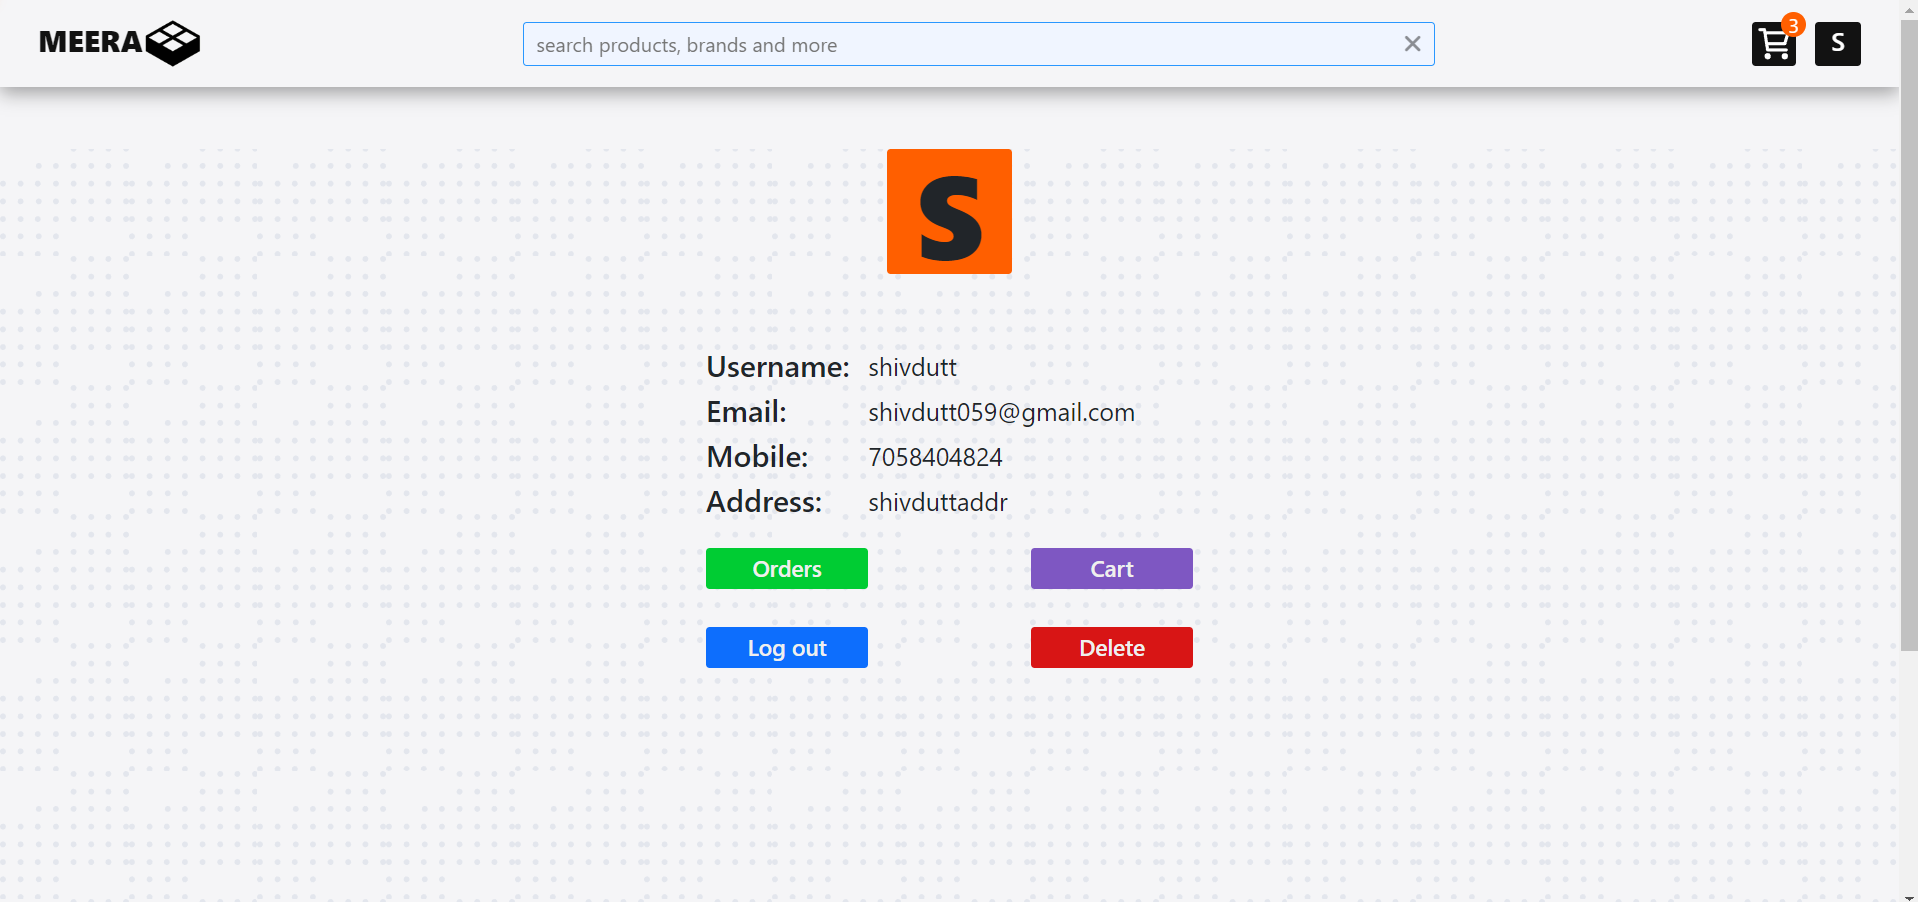 MEERA
search products, brands and more
3
S
S
Username: shivdutt
Email: shivdutt059@gmail.com
Mobile: 7058404824
Address: shivduttaddr
Orders Cart
Log out Delete